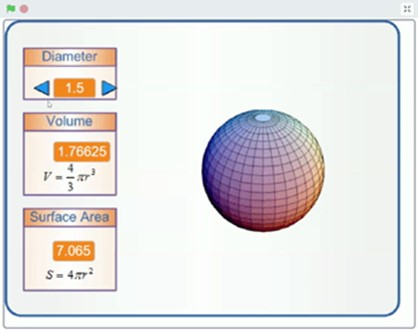 Diameter
1.5
Volume
1.76625
V = 4/3 πr³
Surface Area
7.065
S = 4πr²